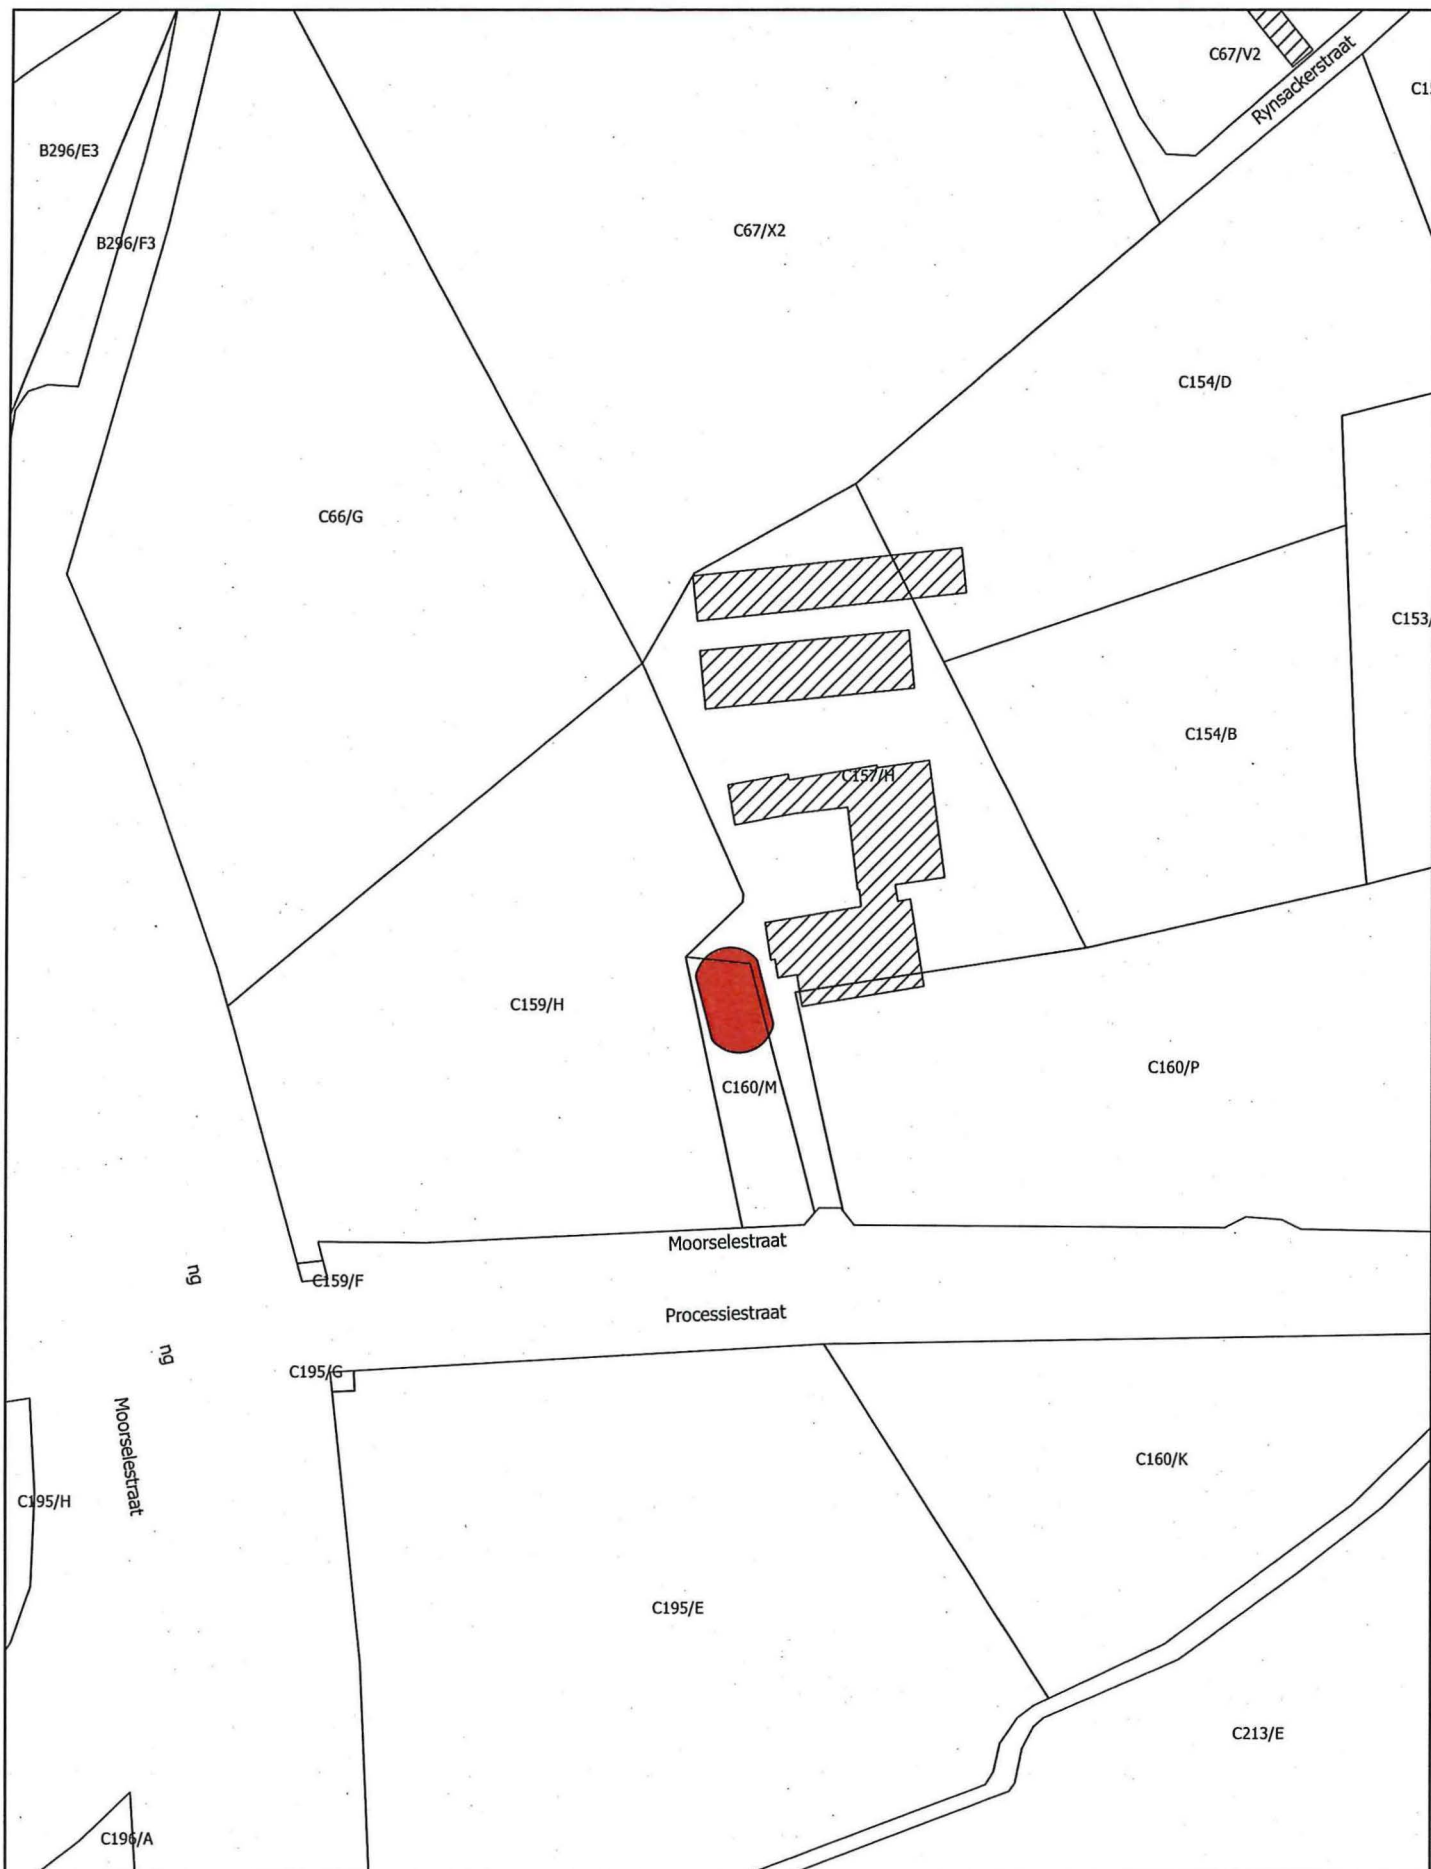 C67/V2
Rynsackerstraat
B296/E3
C67/X2
B296/F3
C154/D
C66/G
C153/
C154/B
C157/H
C159/H
C160/P
C160/M
Moorselestraat
ng
C159/F
Processiestraat
ng
C195/G
Moorselestraat
C160/K
C195/H
C195/E
C213/E
C196/A